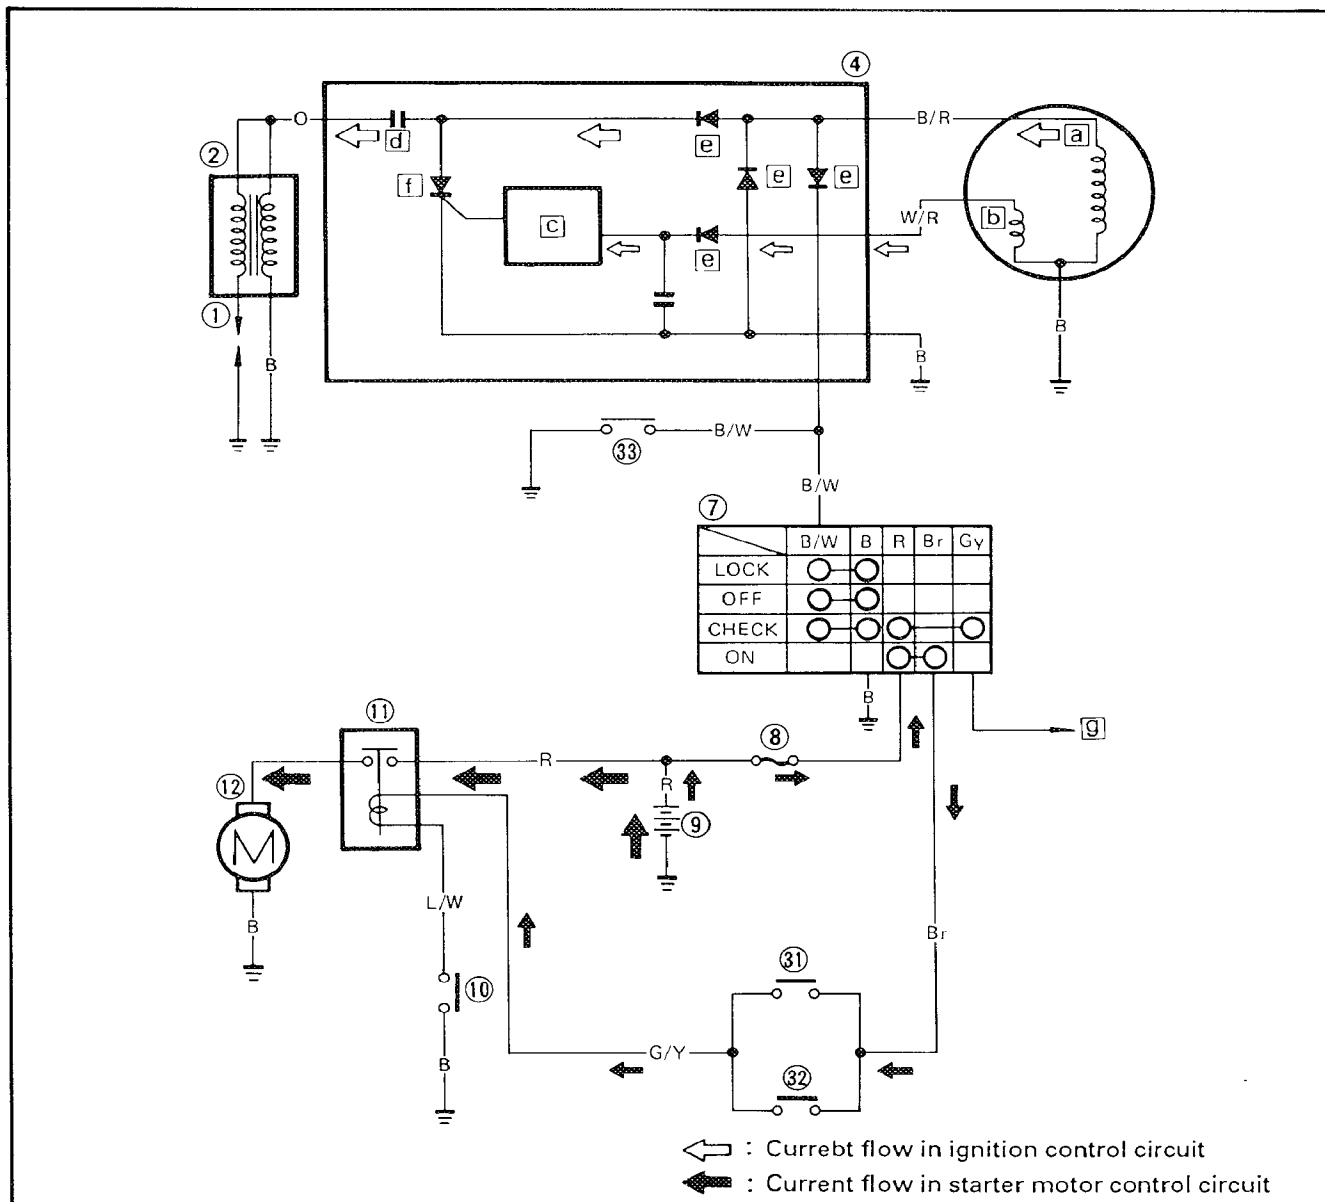 ④
O
B/R
②
d
e
a
f
e
e
c
W/R
b
e
①
B
B
B
B/W
㉝
B/W
⑦
B/W B R Br Gy
LOCK
OFF
CHECK
ON
B
⑪
⑧
g
R
R
⑫
⑨
M
L/W
B
Br
㉛
⑩
G/Y
㉜
B
: Currebt flow in ignition control circuit
: Current flow in starter motor control circuit